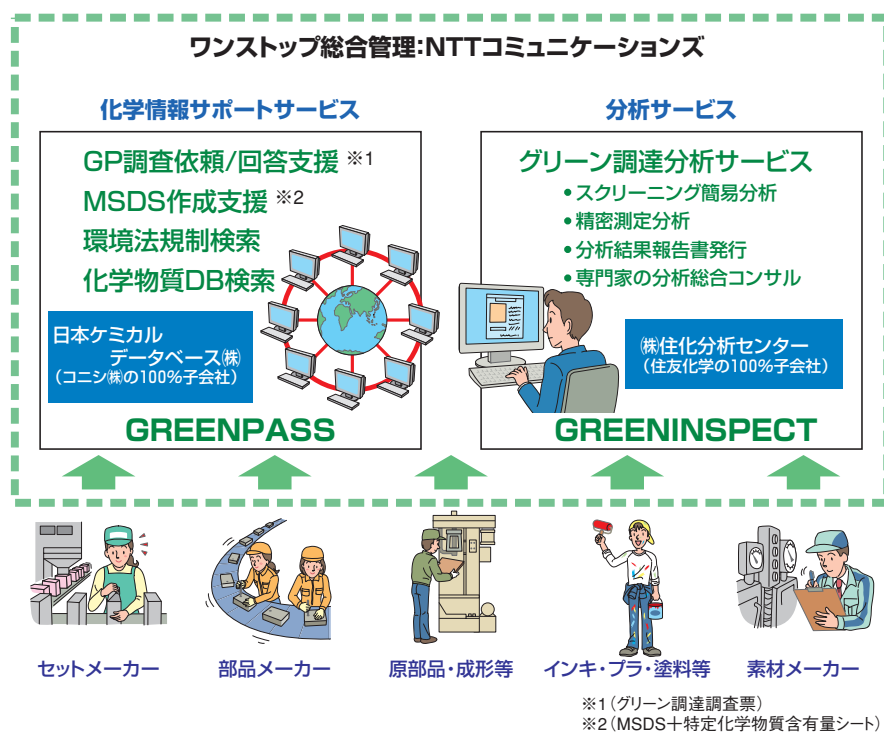 ワンストップ総合管理:NTTコミュニケーションズ
化学情報サポートサービス
GP調査依頼/回答支援 ※1
MSDS作成支援 ※2
環境法規制検索
化学物質DB検索
日本ケミカル
データベース㈱
(コニシ㈱の100%子会社)
GREENPASS
分析サービス
グリーン調達分析サービス
•スクリーニング簡易分析
•精密測定分析
•分析結果報告書発行
•専門家の分析総合コンサル
㈱住化分析センター
(住友化学の100%子会社)
GREENINSPECT
セットメーカー
部品メーカー
原部品・成形等
インキ・プラ・塗料等
素材メーカー
※1(グリーン調達調査票)
※2(MSDS+特定化学物質含有量シート)